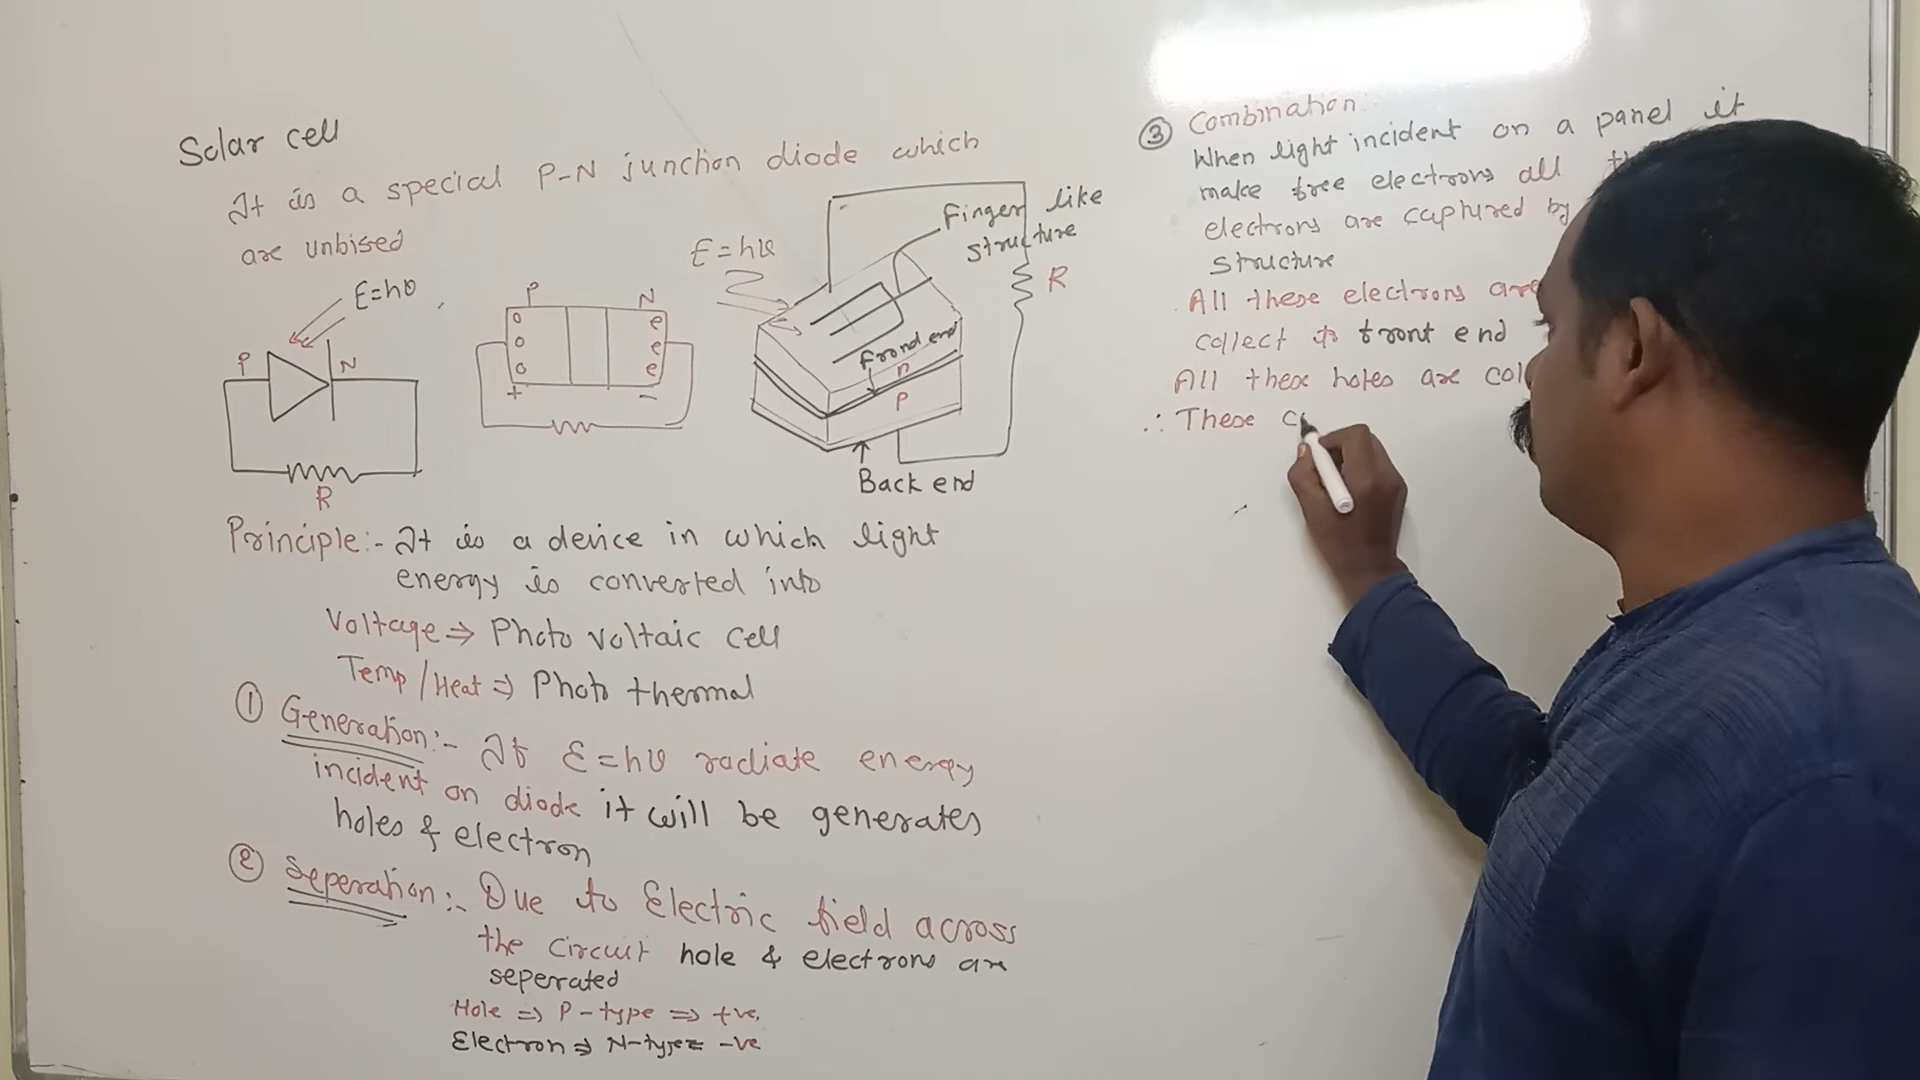 Solar cell
It is a special P-N junction diode which
are unbised
E=hυ
P
N
R
P
N
o
o
o
e
e
e
+
-
E=hυ
Finger like
structure
R
frond end
n
P
Back end
Principle:- It is a device in which light
energy is converted into
Voltage ⇒ Photo voltaic cell
Temp/Heat ⇒ Photo thermal
① Generation:- If E=hυ radiate energy
incident on diode it will be generates
holes & electron
② Seperation:- Due to Electric field across
the circuit hole & electrons are
seperated
Hole ⇒ P-type ⇒ +ve.
Electron ⇒ N-type = -ve
③ Combination:
When light incident on a panel it
make free electrons all
electrons are captured by
structure
All these electrons are
collect to front end
All these holes are
∴ These